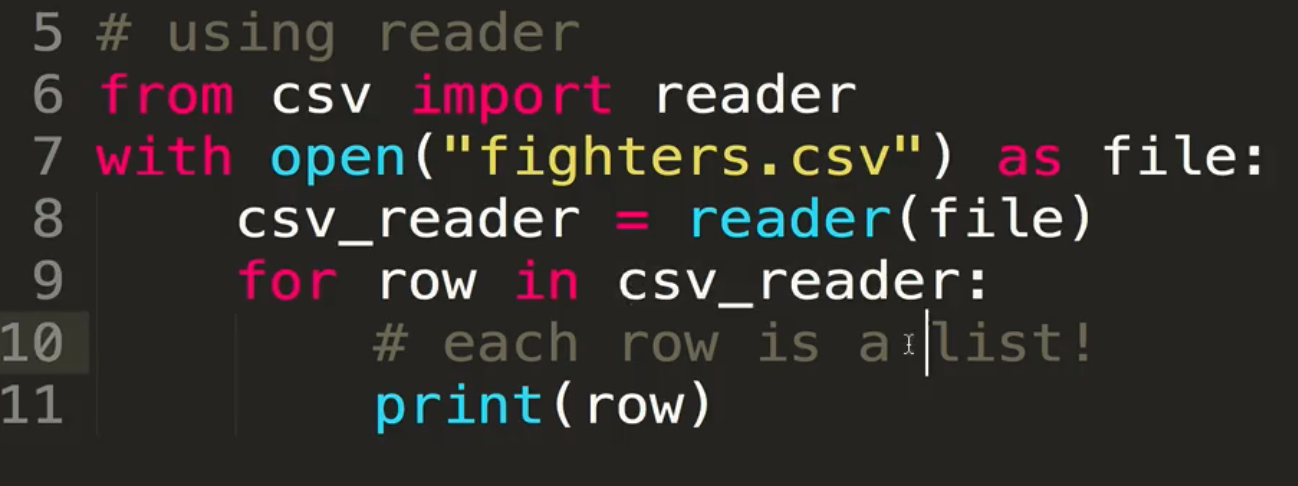 5 # using reader
6 from csv import reader
7 with open("fighters.csv") as file:
8     csv_reader = reader(file)
9     for row in csv_reader:
10         # each row is a list!
11         print(row)